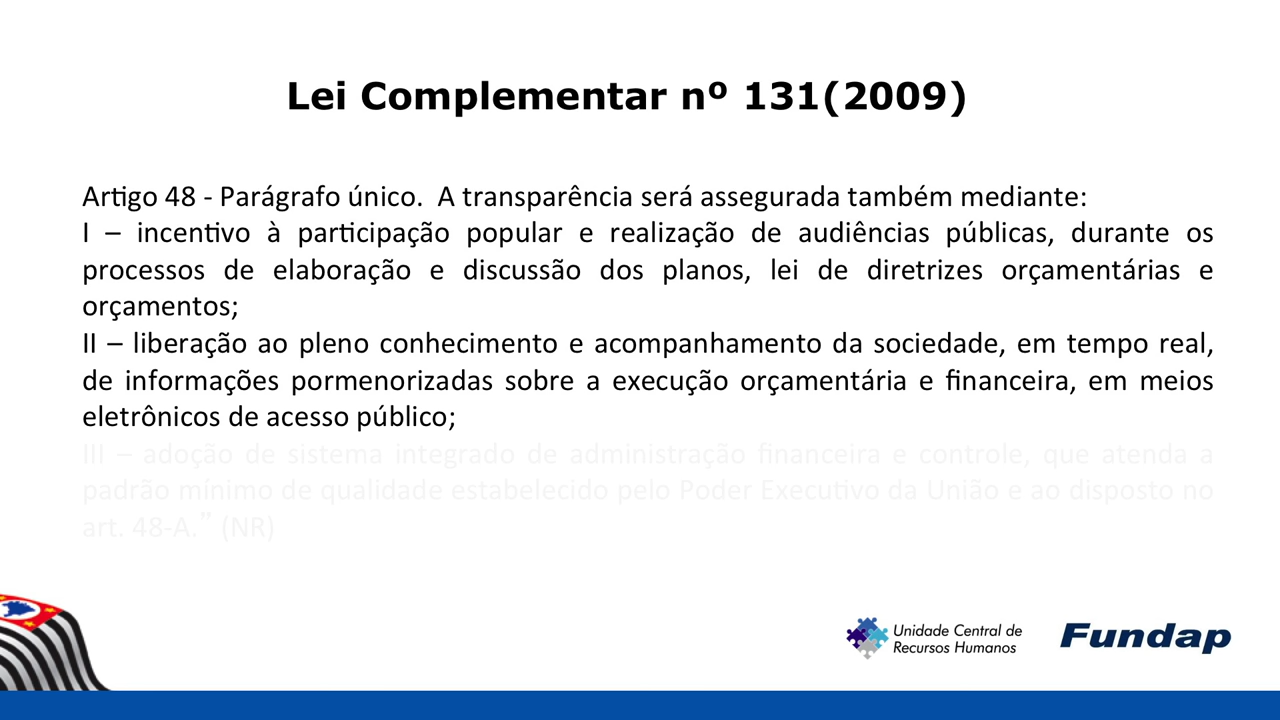 Lei Complementar nº 131(2009)
Artigo 48 - Parágrafo único.  A transparência será assegurada também mediante:
I – incentivo à participação popular e realização de audiências públicas, durante os
processos de elaboração e discussão dos planos, lei de diretrizes orçamentárias e
orçamentos;
II – liberação ao pleno conhecimento e acompanhamento da sociedade, em tempo real,
de informações pormenorizadas sobre a execução orçamentária e financeira, em meios
eletrônicos de acesso público;
III – adoção de sistema integrado de administração financeira e controle, que atenda a
padrão mínimo de qualidade estabelecido pelo Poder Executivo da União e ao disposto no
art. 48-A.” (NR)
Unidade Central de
Recursos Humanos
Fundap